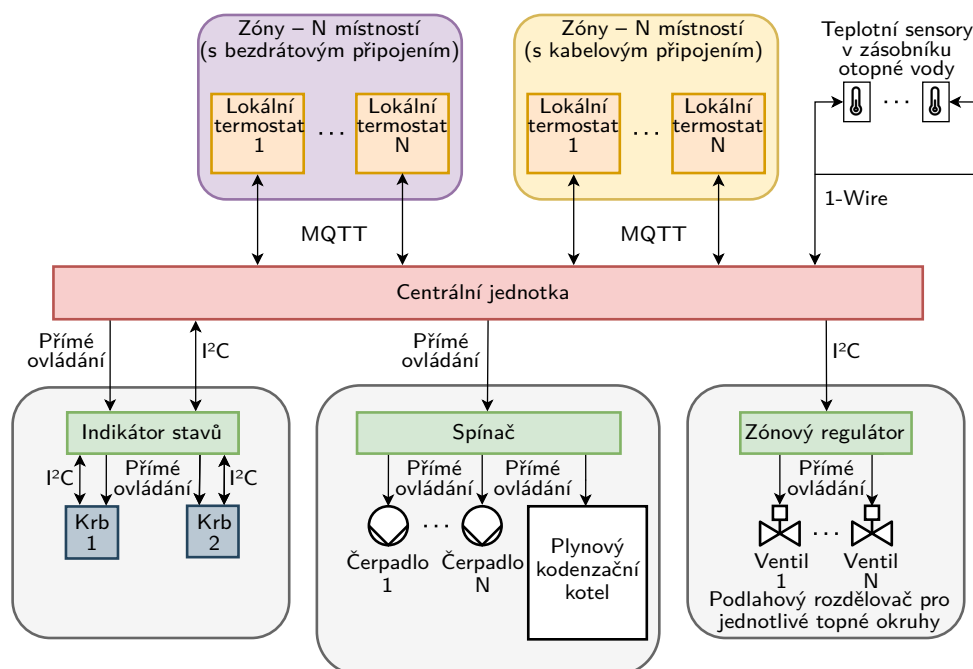 Zóny – N místností
(s bezdrátovým připojením)
Lokální
termostat
1
...
Lokální
termostat
N
Zóny – N místností
(s kabelovým připojením)
Lokální
termostat
1
...
Lokální
termostat
N
Teplotní sensory
v zásobníku
otopné vody
...
MQTT
MQTT
1-Wire
Centrální jednotka
Přímé
ovládání
I²C
Přímé
ovládání
I²C
Indikátor stavů
I²C
Přímé
ovládání
I²C
Krb
1
Krb
2
Spínač
Přímé
ovládání
Přímé
ovládání
...
Čerpadlo
1
Čerpadlo
N
Plynový
kodenzační
kotel
Zónový regulátor
Přímé
ovládání
...
Ventil
1
Ventil
N
Podlahový rozdělovač pro
jednotlivé topné okruhy